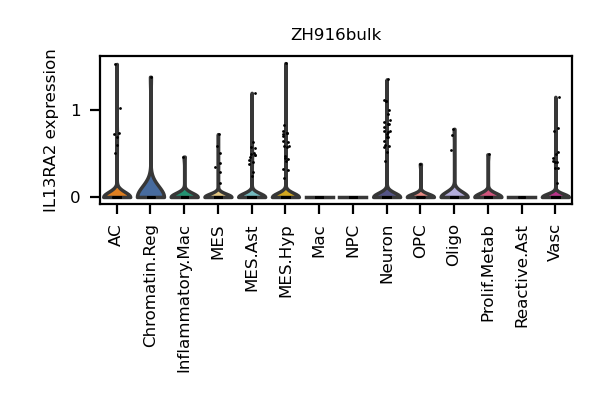 ZH916bulk
IL13RA2 expression
1
0
AC
Chromatin.Reg
Inflammatory.Mac
MES
MES.Ast
MES.Hyp
Mac
NPC
Neuron
OPC
Oligo
Prolif.Metab
Reactive.Ast
Vasc